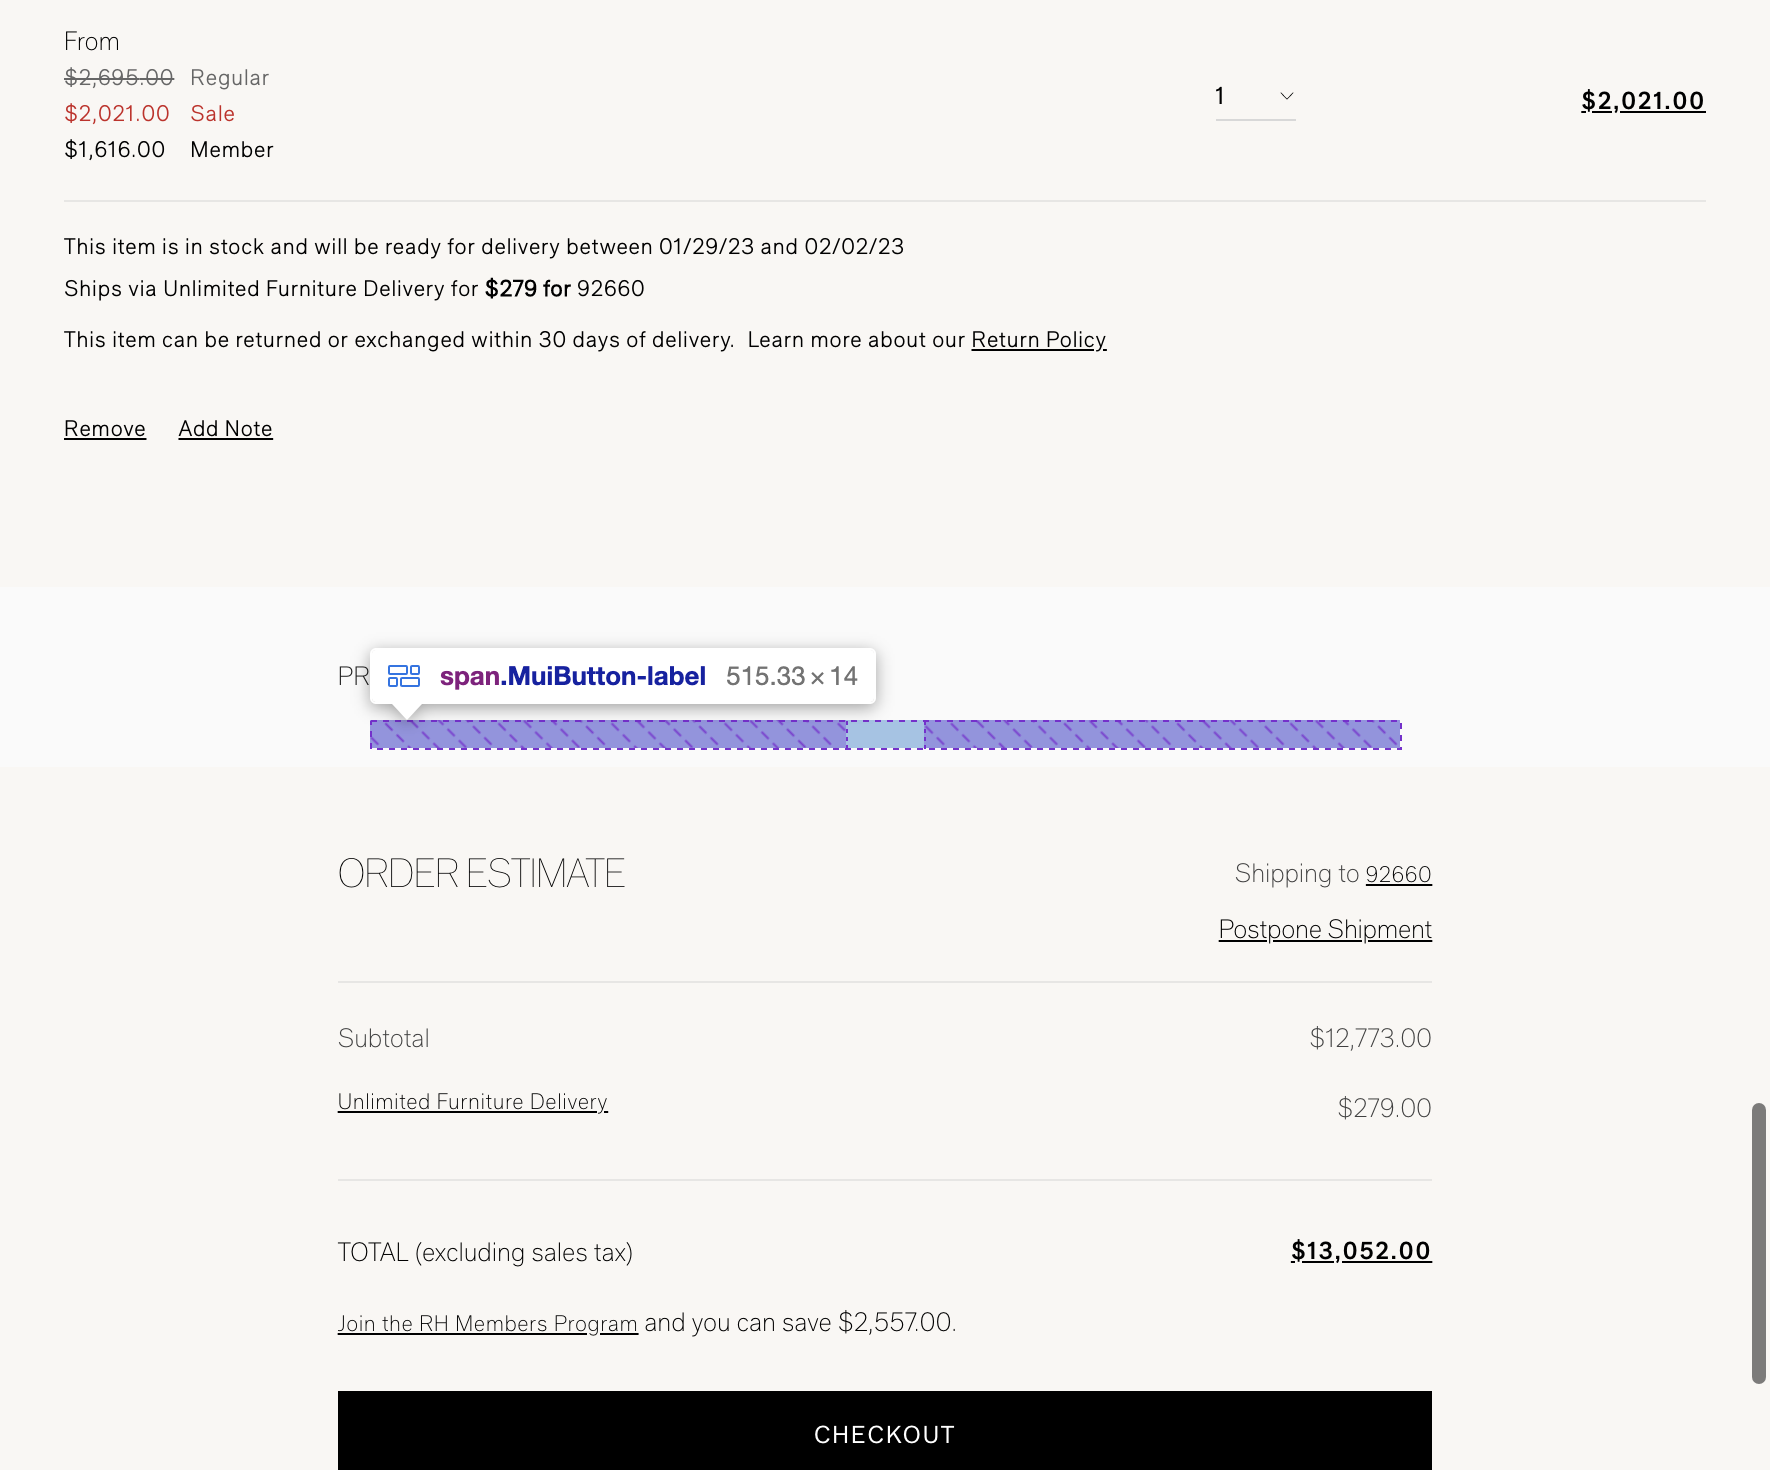 From
$2,695.00 Regular
$2,021.00 Sale
$1,616.00 Member
1
$2,021.00
This item is in stock and will be ready for delivery between 01/29/23 and 02/02/23
Ships via Unlimited Furniture Delivery for $279 for 92660
This item can be returned or exchanged within 30 days of delivery. Learn more about our Return Policy
Remove Add Note
PR
span.MuiButton-label 515.33 × 14
ORDER ESTIMATE
Shipping to 92660
Postpone Shipment
Subtotal $12,773.00
Unlimited Furniture Delivery $279.00
TOTAL (excluding sales tax) $13,052.00
Join the RH Members Program and you can save $2,557.00.
CHECKOUT